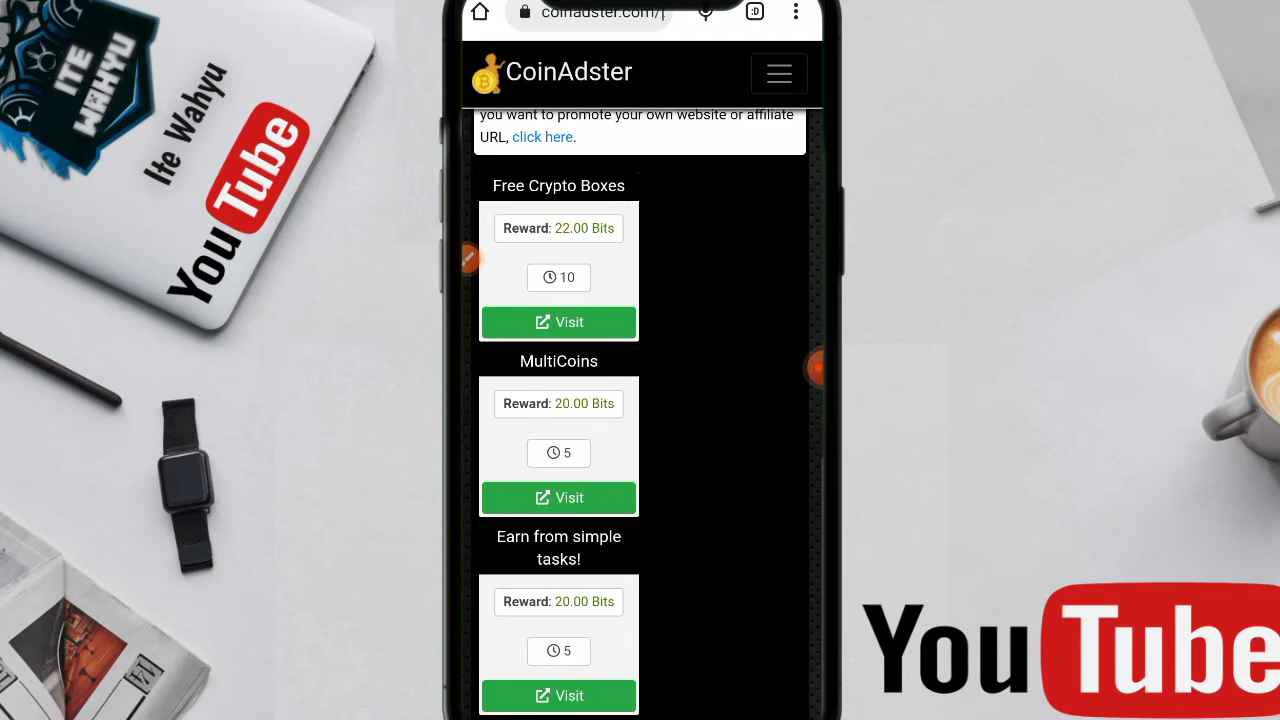 ITE
WAHYU
Ite Wahyu
YouTube
CoinAdster
you want to promote your own website or affiliate
URL, click here.
Free Crypto Boxes
Reward: 22.00 Bits
10
Visit
MultiCoins
Reward: 20.00 Bits
5
Visit
Earn from simple
tasks!
Reward: 20.00 Bits
5
Visit
YouTube